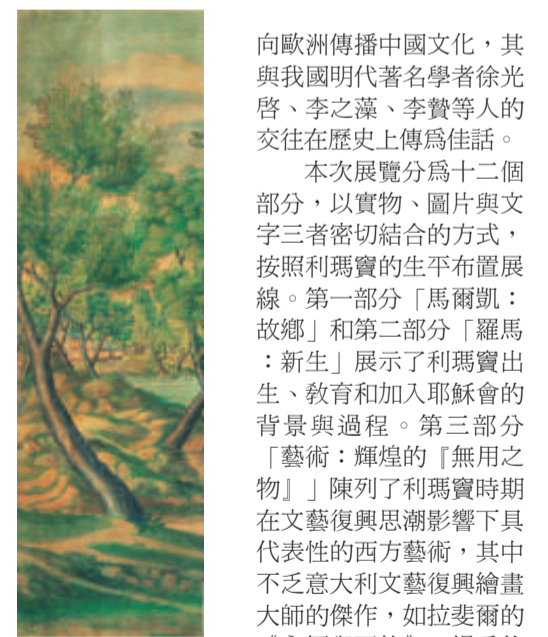 向歐洲傳播中國文化，其
與我國明代著名學者徐光
啓、李之藻、李贄等人的
交往在歷史上傳爲佳話。
本次展覽分爲十二個
部分，以實物、圖片與文
字三者密切結合的方式，
按照利瑪竇的生平布置展
線。第一部分「馬爾凱：
故鄉」和第二部分「羅馬
：新生」展示了利瑪竇出
生、教育和加入耶穌會的
背景與過程。第三部分
「藝術：輝煌的『無用之
物』」陳列了利瑪竇時期
在文藝復興思潮影響下具
代表性的西方藝術，其中
不乏意大利文藝復興繪畫
大師的傑作，如拉斐爾的